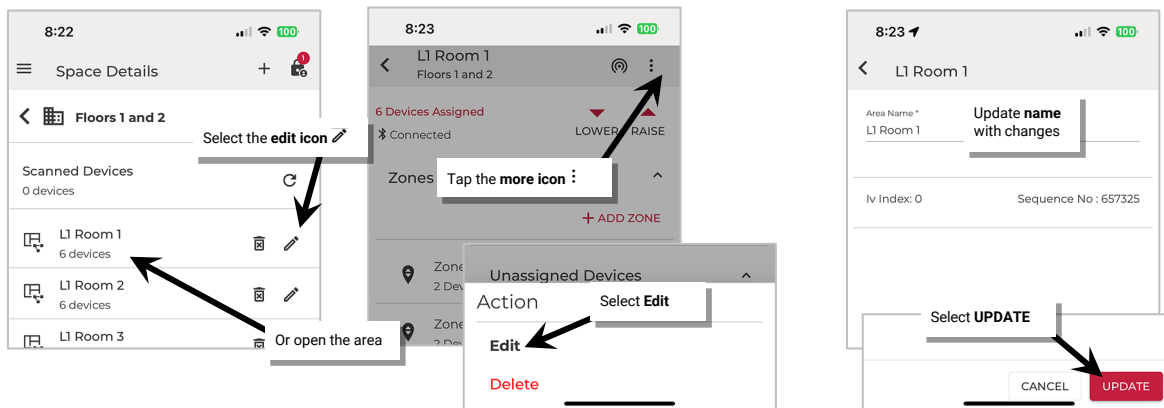 8:22
100
Space Details
1
Floors 1 and 2
Select the edit icon
Scanned Devices
0 devices
L1 Room 1
6 devices
L1 Room 2
6 devices
L1 Room 3
Or open the area
8:23
100
L1 Room 1
Floors 1 and 2
6 Devices Assigned
Connected
LOWER
RAISE
Zones
Tap the more icon
+ ADD ZONE
Zone
2 Dev
Zone
Unassigned Devices
Action
Select Edit
Edit
Delete
8:23
100
L1 Room 1
Area Name *
L1 Room 1
Update name
with changes
Iv Index: 0
Sequence No : 657325
Select UPDATE
CANCEL
UPDATE